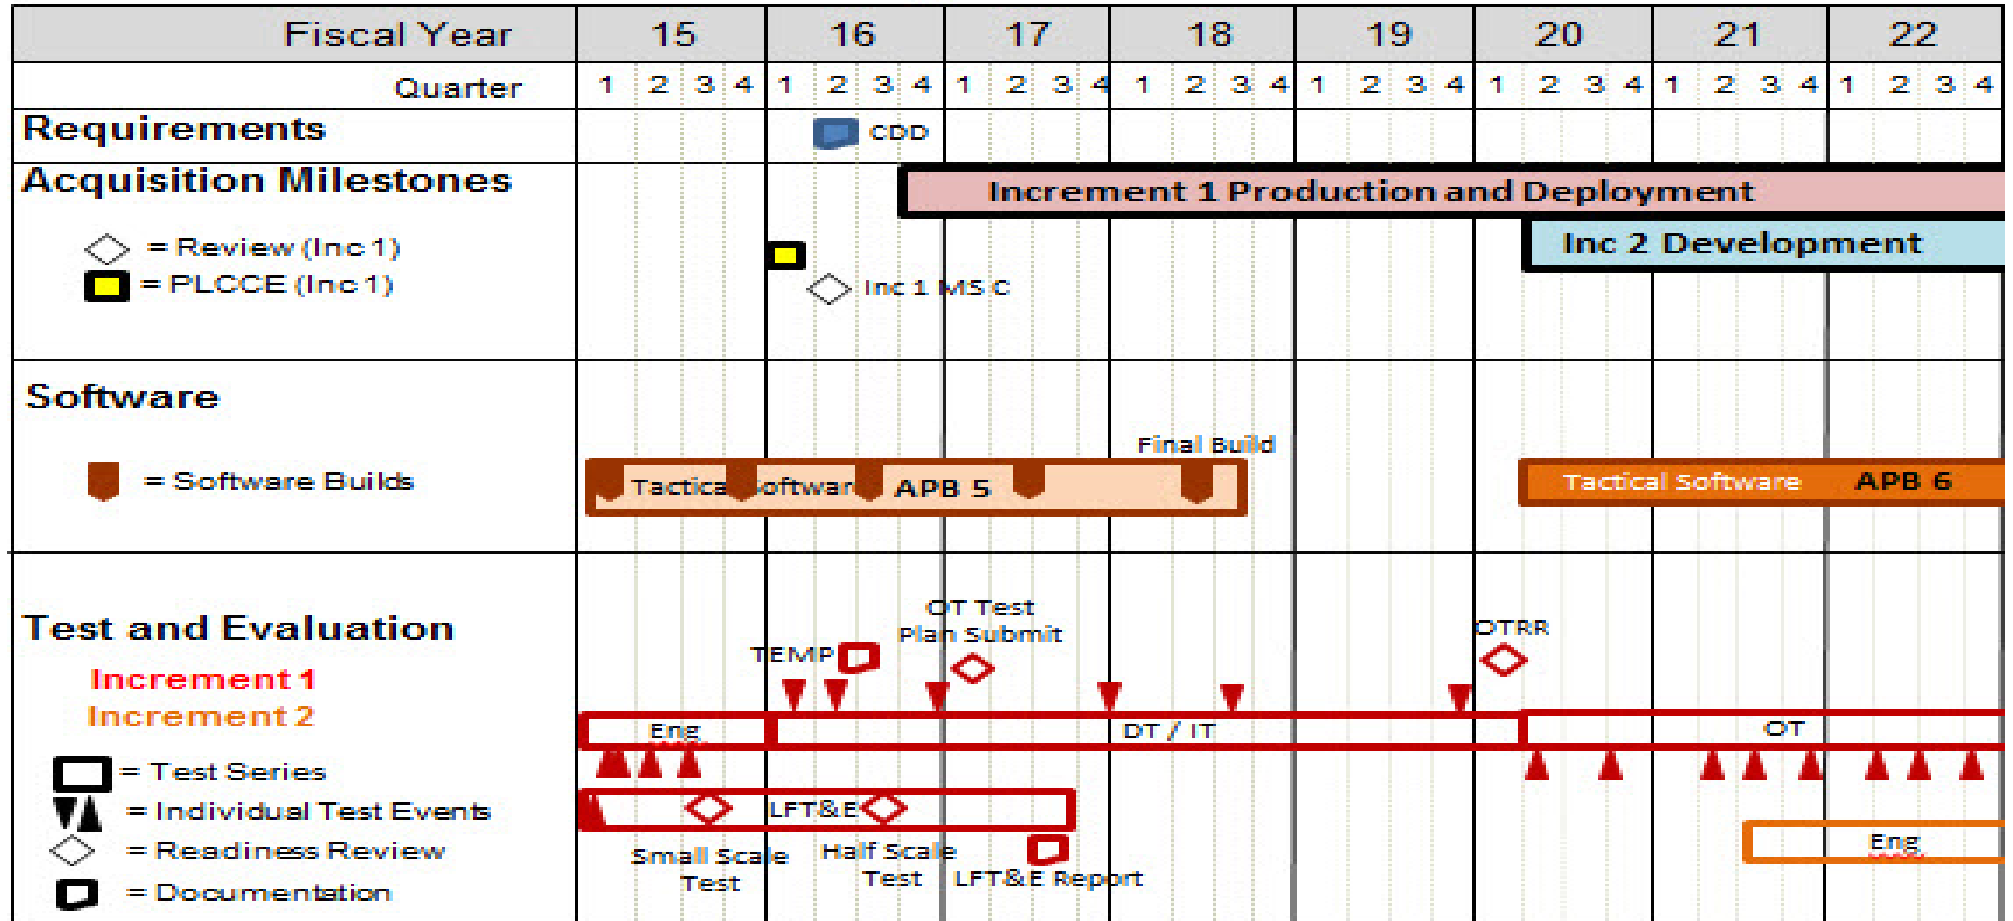 Fiscal Year 15 16 17 18 19 20 21 22
Quarter 1 2 3 4 1 2 3 4 1 2 3 4 1 2 3 4 1 2 3 4 1 2 3 4 1 2 3 4 1 2 3 4
Requirements
CDD
Acquisition Milestones
Increment 1 Production and Deployment
Inc 2 Development
= Review (Inc 1)
= PLCCE (Inc 1)
Inc 1 MS C
Software
Final Build
= Software Builds
Tactical Software APB 5
Tactical Software APB 6
Test and Evaluation
OT Test
Plan Submit
TEMP
OTRR
Increment 1
Increment 2
Eng
DT / IT
OT
= Test Series
= Individual Test Events
LFT&E
= Readiness Review
Small Scale
Test
Half Scale
Test
LFT&E Report
Eng
= Documentation